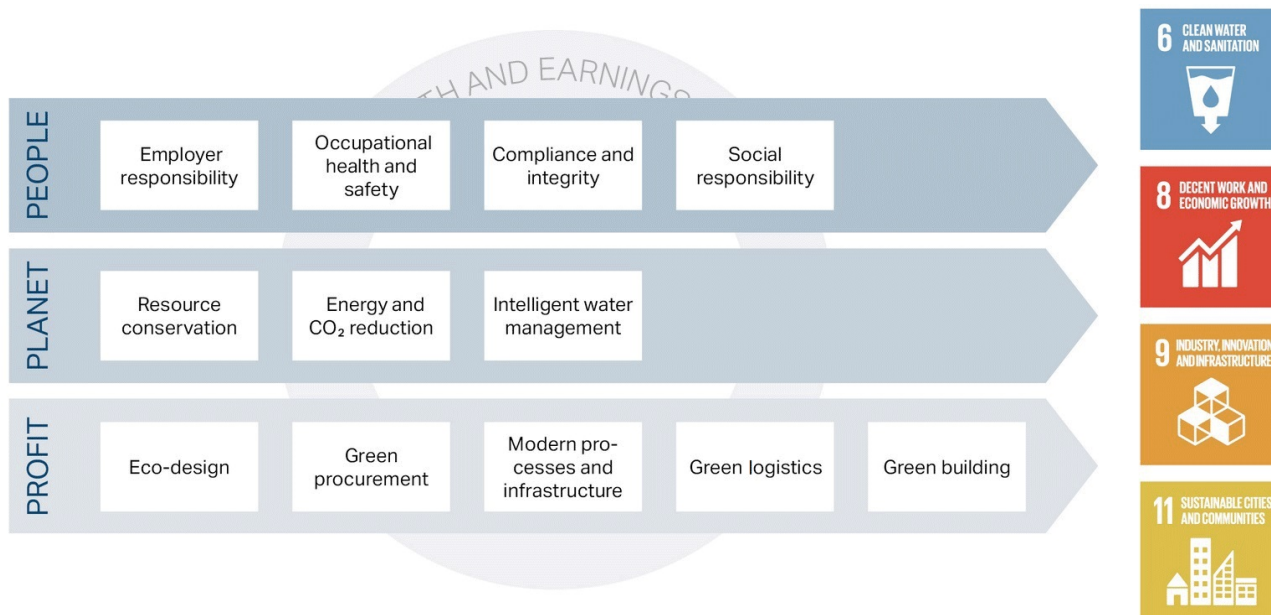 TH AND EARNINGS
PEOPLE
Employer
responsibility
Occupational
health and
safety
Compliance and
integrity
Social
responsibility
PLANET
Resource
conservation
Energy and
CO₂ reduction
Intelligent water
management
PROFIT
Eco-design
Green
procurement
Modern pro-
cesses and
infrastructure
Green logistics
Green building
6 CLEAN WATER
AND SANITATION
8 DECENT WORK AND
ECONOMIC GROWTH
9 INDUSTRY, INNOVATION
AND INFRASTRUCTURE
11 SUSTAINABLE CITIES
AND COMMUNITIES